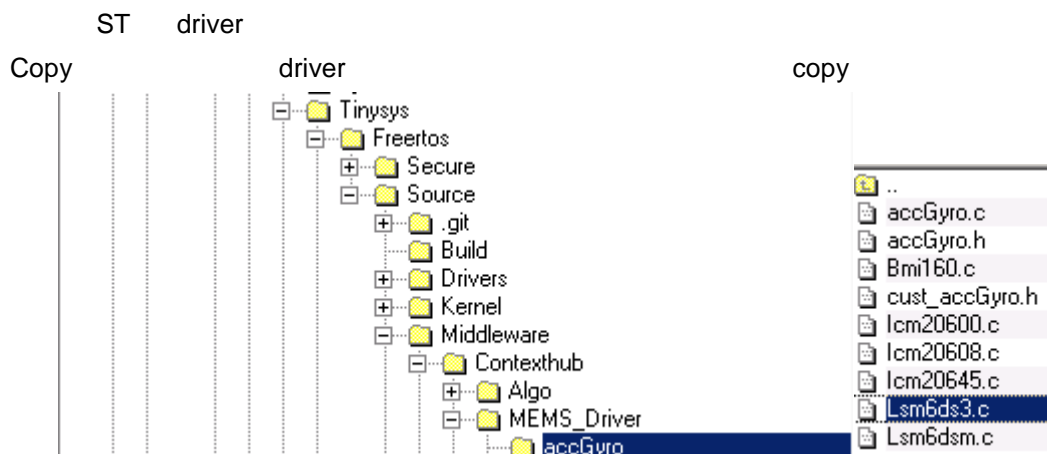 ST driver
Copy driver copy
Tinysys
Freertos
Secure
Source
.git
Build
Drivers
Kernel
Middleware
Contexthub
Algo
MEMS_Driver
accGyro
..
accGyro.c
accGyro.h
Bmi160.c
cust_accGyro.h
Icm20600.c
Icm20608.c
Icm20645.c
Lsm6ds3.c
Lsm6dsm.c